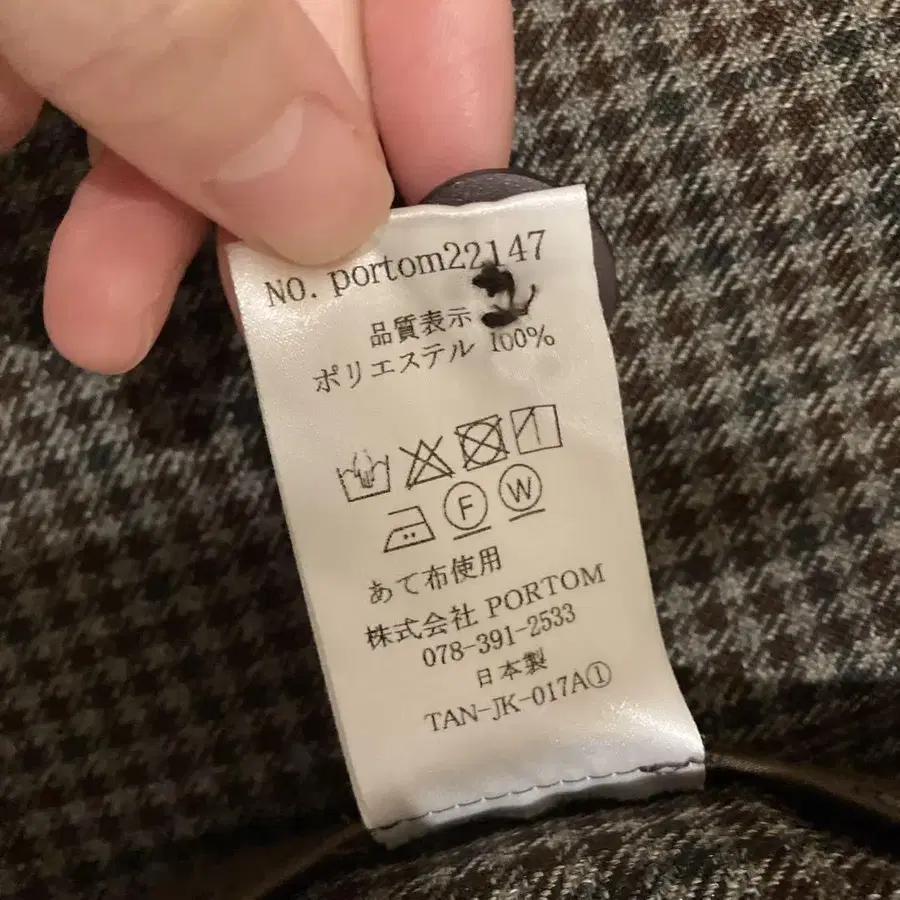 NO. portom22147
品質表示
ポリエステル 100%
F W
あて布使用
株式会社 PORTOM
078-391-2533
日本製
TAN-JK-017A①